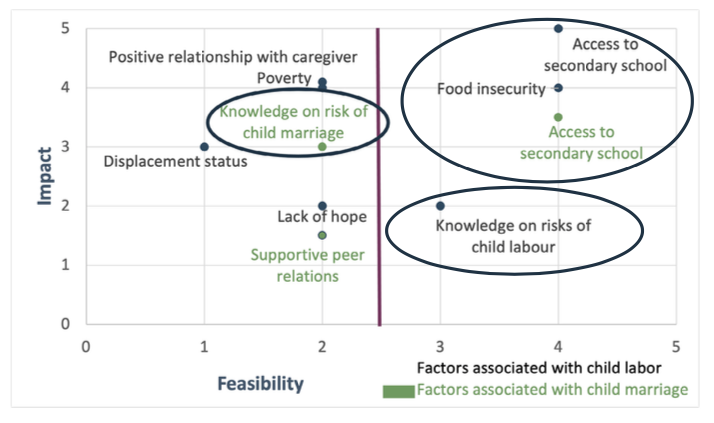 5
4
3
2
1
0
Impact
Positive relationship with caregiver
Poverty
Knowledge on risk of
child marriage
Displacement status
Lack of hope
Supportive peer
relations
Access to
secondary school
Food insecurity
Access to
secondary school
Knowledge on risks of
child labour
0 1 2 3 4 5
Feasibility
Factors associated with child labor
Factors associated with child marriage